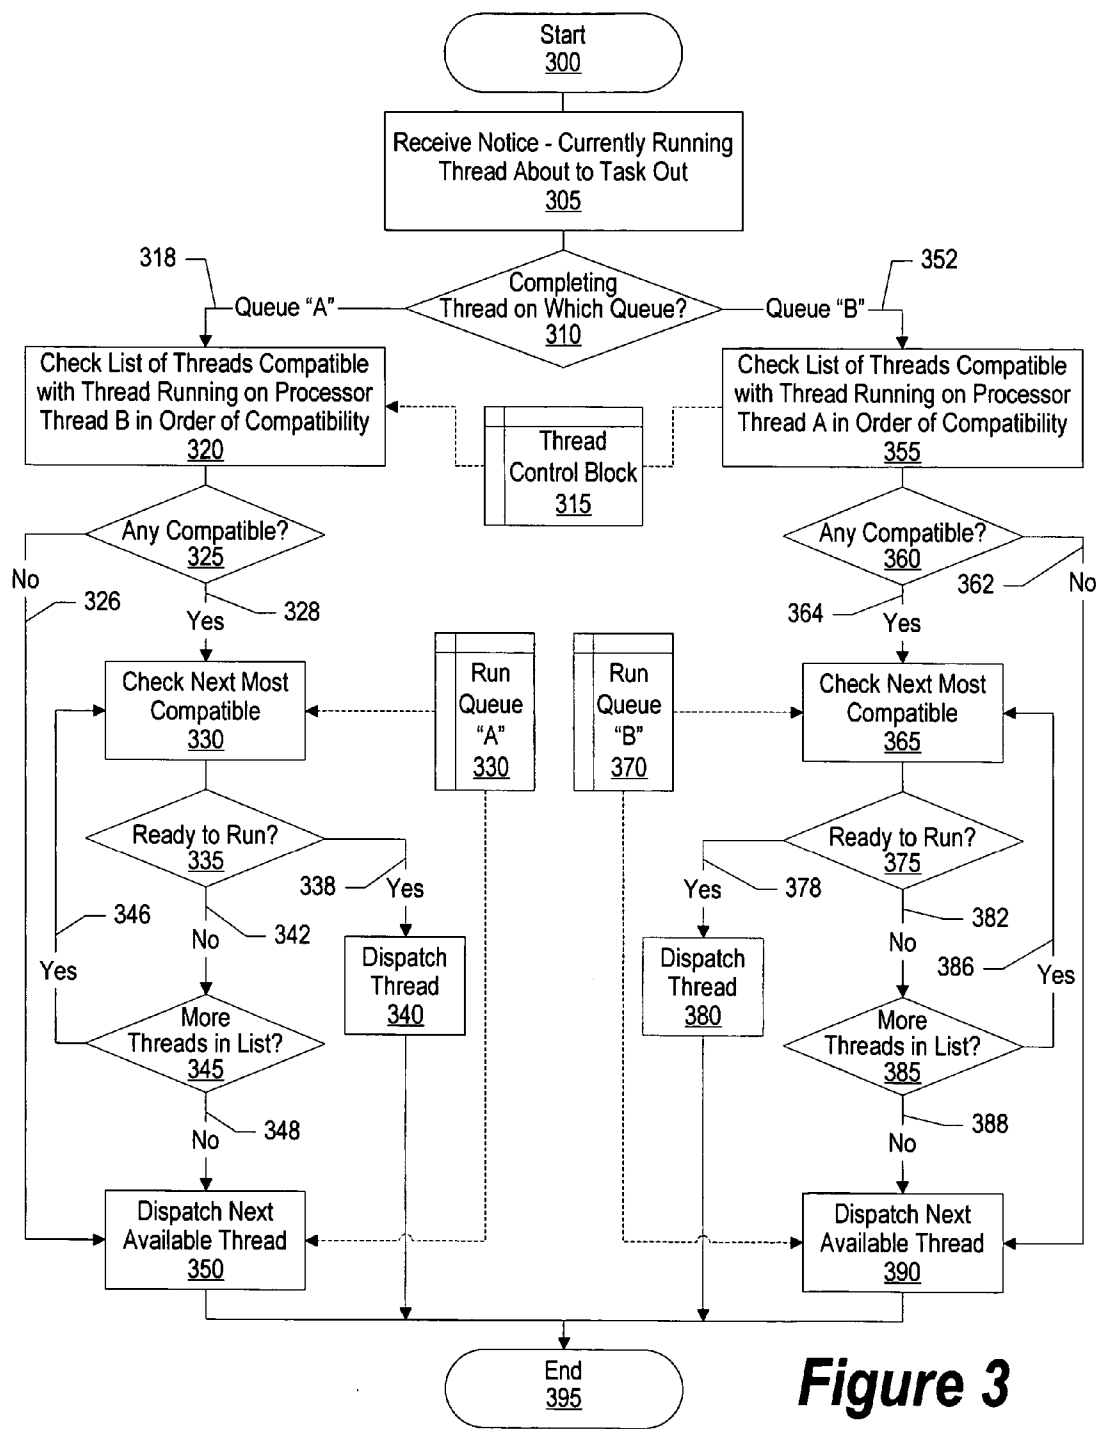 Start
300
Receive Notice - Currently Running
Thread About to Task Out
305
318
352
Completing
Thread on Which Queue?
310
Queue "A"
Queue "B"
Check List of Threads Compatible
with Thread Running on Processor
Thread B in Order of Compatibility
320
Thread
Control Block
315
Check List of Threads Compatible
with Thread Running on Processor
Thread A in Order of Compatibility
355
Any Compatible?
325
No
326
328
Yes
Any Compatible?
360
362
No
364
Yes
Check Next Most
Compatible
330
Run
Queue
"A"
330
Run
Queue
"B"
370
Check Next Most
Compatible
365
Ready to Run?
335
338
Yes
346
342
No
Yes
Dispatch
Thread
340
Ready to Run?
375
378
Yes
382
No
386
Yes
Dispatch
Thread
380
More
Threads in List?
345
348
No
More
Threads in List?
385
388
No
Dispatch Next
Available Thread
350
Dispatch Next
Available Thread
390
End
395
Figure 3